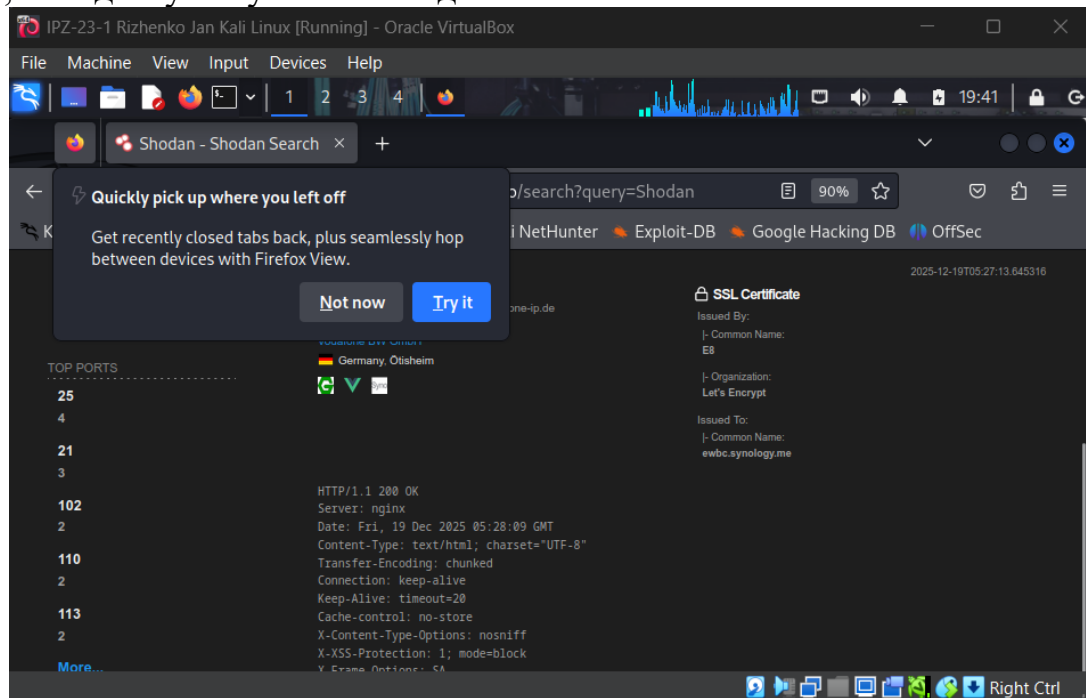 IPZ-23-1 Rizhenko Jan Kali Linux [Running] - Oracle VirtualBox
File Machine View Input Devices Help
1 2 3 4 19:41
Shodan - Shodan Search
/search?query=Shodan 90%
Quickly pick up where you left off
Get recently closed tabs back, plus seamlessly hop
between devices with Firefox View.
Not now Try it
K i NetHunter Exploit-DB Google Hacking DB OffSec
2025-12-19T05:27:13.645316
one-ip.de
Germany, Ötisheim
SSL Certificate
Issued By:
|- Common Name:
E8
|- Organization:
Let's Encrypt
Issued To:
|- Common Name:
ewbc.synology.me
TOP PORTS
25
4
21
3
102
2
110
2
113
2
More...
HTTP/1.1 200 OK
Server: nginx
Date: Fri, 19 Dec 2025 05:28:09 GMT
Content-Type: text/html; charset="UTF-8"
Transfer-Encoding: chunked
Connection: keep-alive
Keep-Alive: timeout=20
Cache-control: no-store
X-Content-Type-Options: nosniff
X-XSS-Protection: 1; mode=block
X-Frame-Options: SA
Right Ctrl